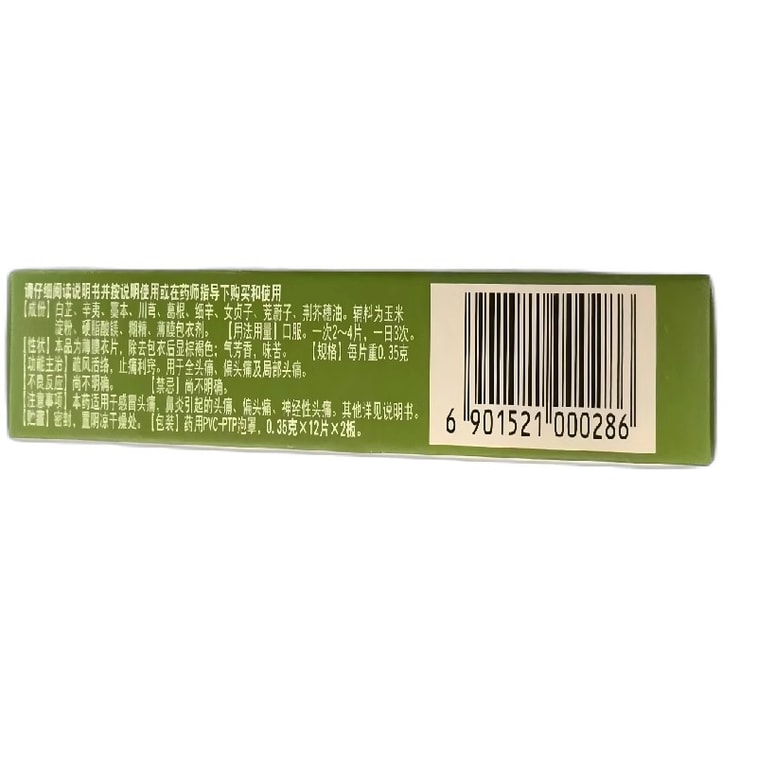 请仔细阅读说明书并按说明使用或在药师指导下购买和使用
【成份】白芷、辛夷、藁本、川芎、葛根、细辛、女贞子、茺蔚子、荆芥穗油。辅料为玉米
淀粉、硬脂酸镁、糊精、薄膜包衣剂。 【用法用量】口服。一次2～4片，一日3次。
【性状】本品为薄膜衣片，除去包衣后显棕褐色；气芳香，味苦。 【规格】每片重0.35克
【功能主治】疏风活络，止痛利窍。用于全头痛，偏头痛及局部头痛。
【不良反应】尚不明确。 【禁忌】尚不明确。
【注意事项】本药适用于感冒头痛，鼻炎引起的头痛、偏头痛、神经性头痛。其他详见说明书。
【贮藏】密封，置阴凉干燥处。【包装】药用PVC-PTP泡罩，0.35克×12片×2板。
6 901521 000286